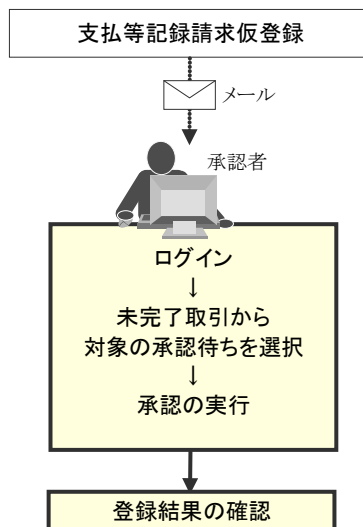 支払等記録請求仮登録
メール
承認者
ログイン
↓
未完了取引から
対象の承認待ちを選択
↓
承認の実行
登録結果の確認